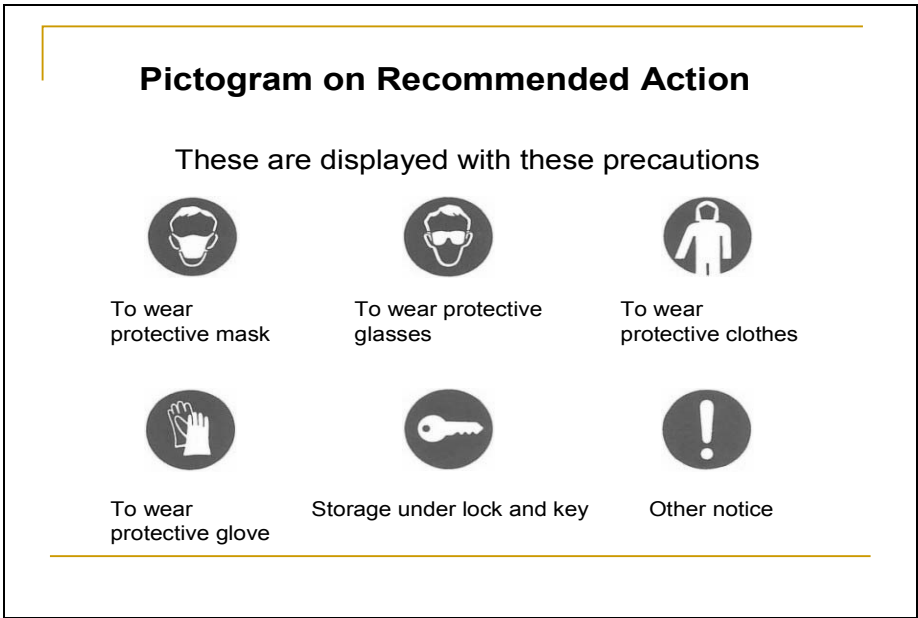 Pictogram on Recommended Action
These are displayed with these precautions
To wear
protective mask
To wear protective
glasses
To wear
protective clothes
To wear
protective glove
Storage under lock and key
Other notice